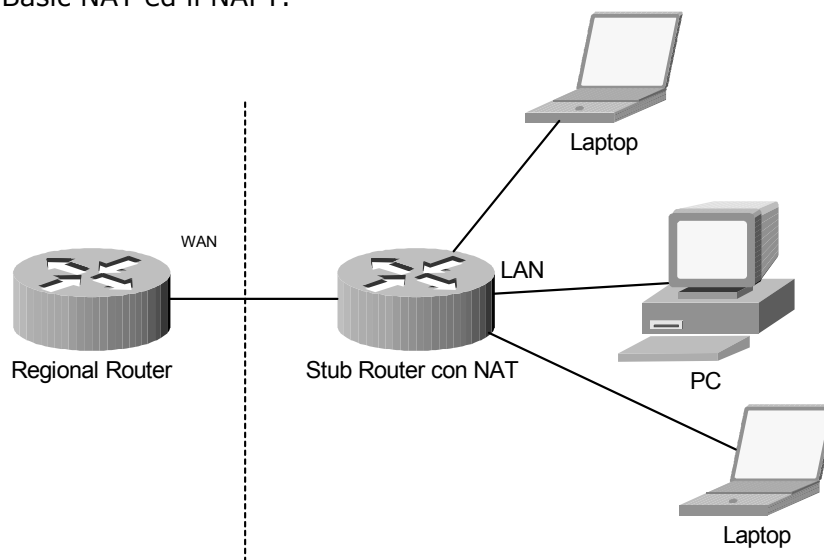 Basic NAT ed il NAPT.
Laptop
WAN
LAN
Regional Router
Stub Router con NAT
PC
Laptop